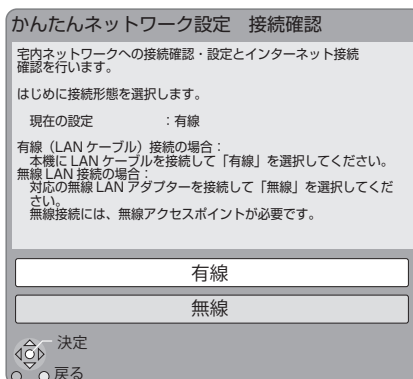 かんたんネットワーク設定　接続確認
宅内ネットワークへの接続確認・設定とインターネット接続
確認を行います。
はじめに接続形態を選択します。
現在の設定　　　：有線
有線（LAN ケーブル）接続の場合：
本機に LAN ケーブルを接続して「有線」を選択してください。
無線 LAN 接続の場合：
対応の無線 LAN アダプターを接続して「無線」を選択してくだ
さい。
無線接続には、無線アクセスポイントが必要です。
有線
無線
決定
戻る